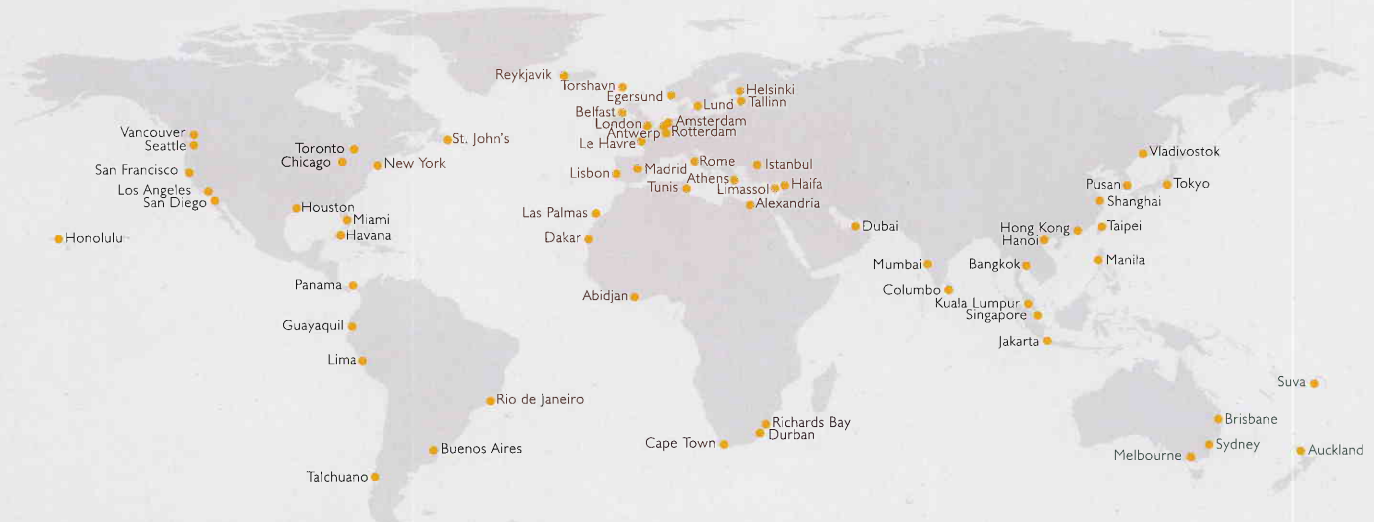 Reykjavik
Torshavn
Egersund
Helsinki
Tallinn
Lund
Belfast
London
Amsterdam
Antwerp
Rotterdam
Le Havre
Vancouver
Seattle
St. John's
Toronto
Chicago
New York
San Francisco
Los Angeles
San Diego
Lisbon
Madrid
Rome
Istanbul
Athens
Tunis
Limassol
Haifa
Alexandria
Vladivostok
Pusan
Tokyo
Shanghai
Houston
Miami
Havana
Honolulu
Las Palmas
Dakar
Dubai
Hong Kong
Taipei
Hanoi
Mumbai
Bangkok
Manila
Columbo
Panama
Abidjan
Kuala Lumpur
Singapore
Guayaquil
Jakarta
Lima
Suva
Rio de Janeiro
Richards Bay
Durban
Cape Town
Brisbane
Sydney
Melbourne
Auckland
Buenos Aires
Talchuano